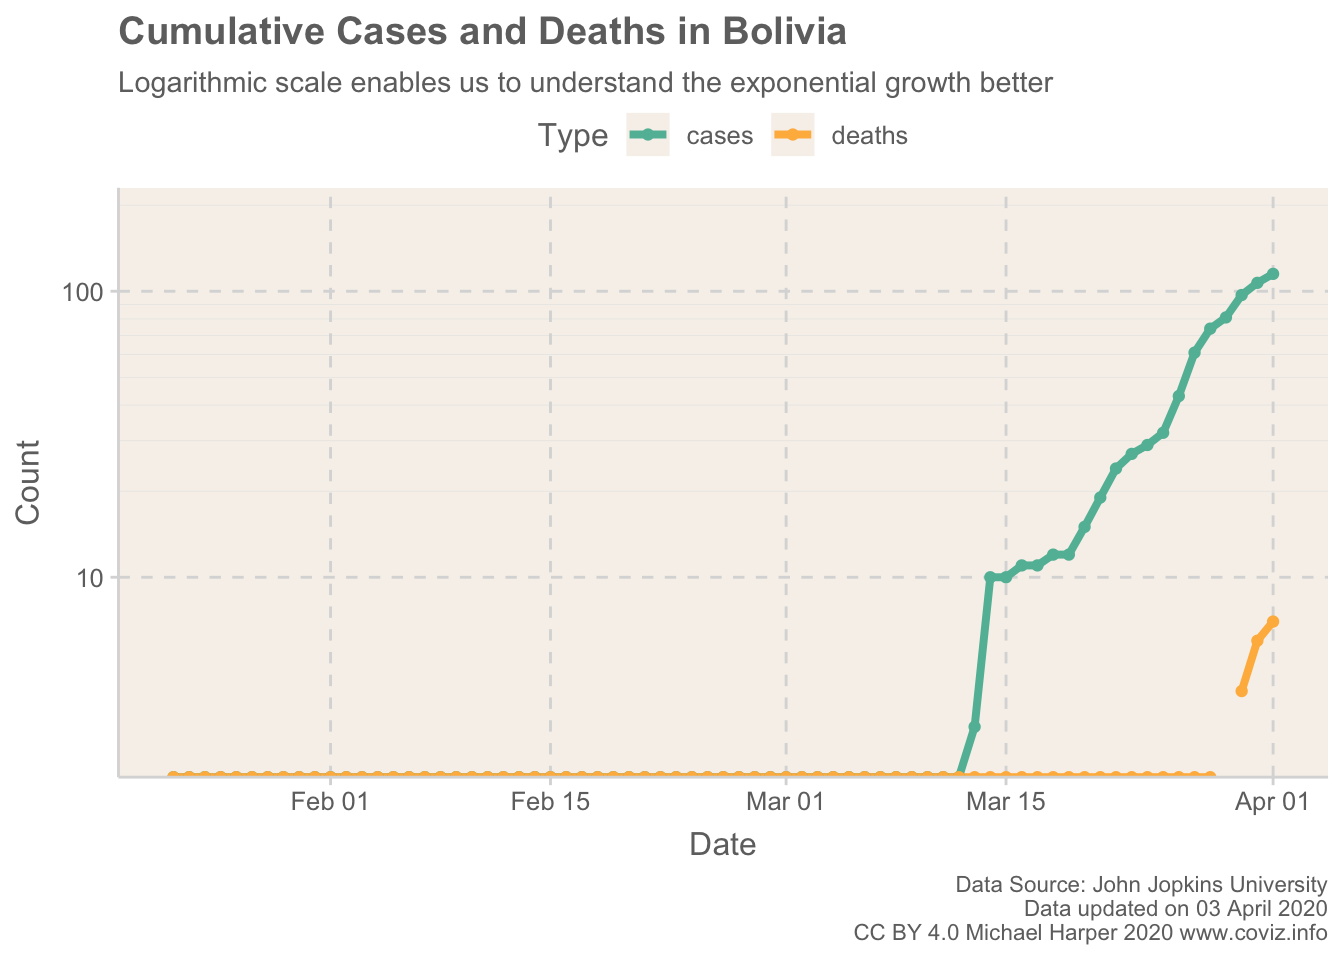 Cumulative Cases and Deaths in Bolivia
Logarithmic scale enables us to understand the exponential growth better
Type cases deaths
100
10
Count
Feb 01 Feb 15 Mar 01 Mar 15 Apr 01
Date
Data Source: John Jopkins University
Data updated on 03 April 2020
CC BY 4.0 Michael Harper 2020 www.coviz.info